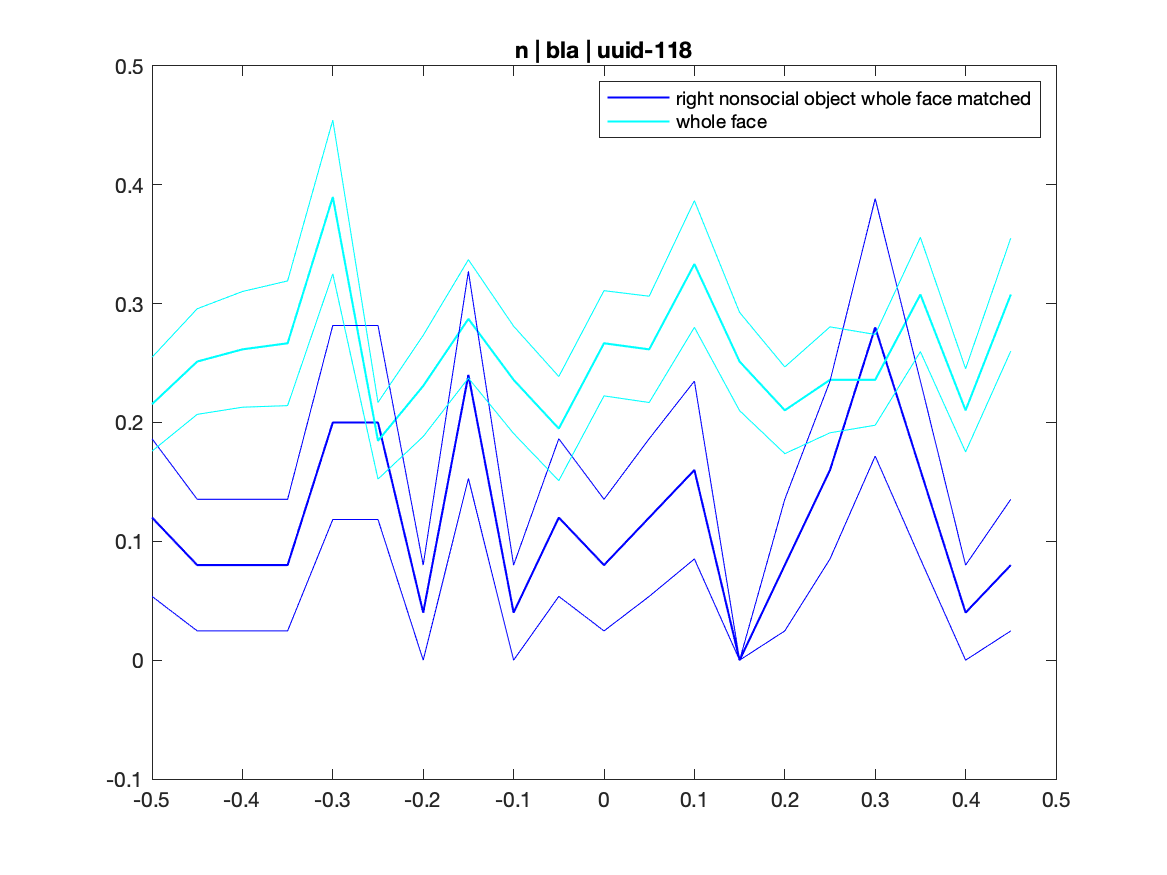 n | bla | uuid-118
right nonsocial object whole face matched
whole face
0.5
0.4
0.3
0.2
0.1
0
-0.1
-0.5 -0.4 -0.3 -0.2 -0.1 0 0.1 0.2 0.3 0.4 0.5